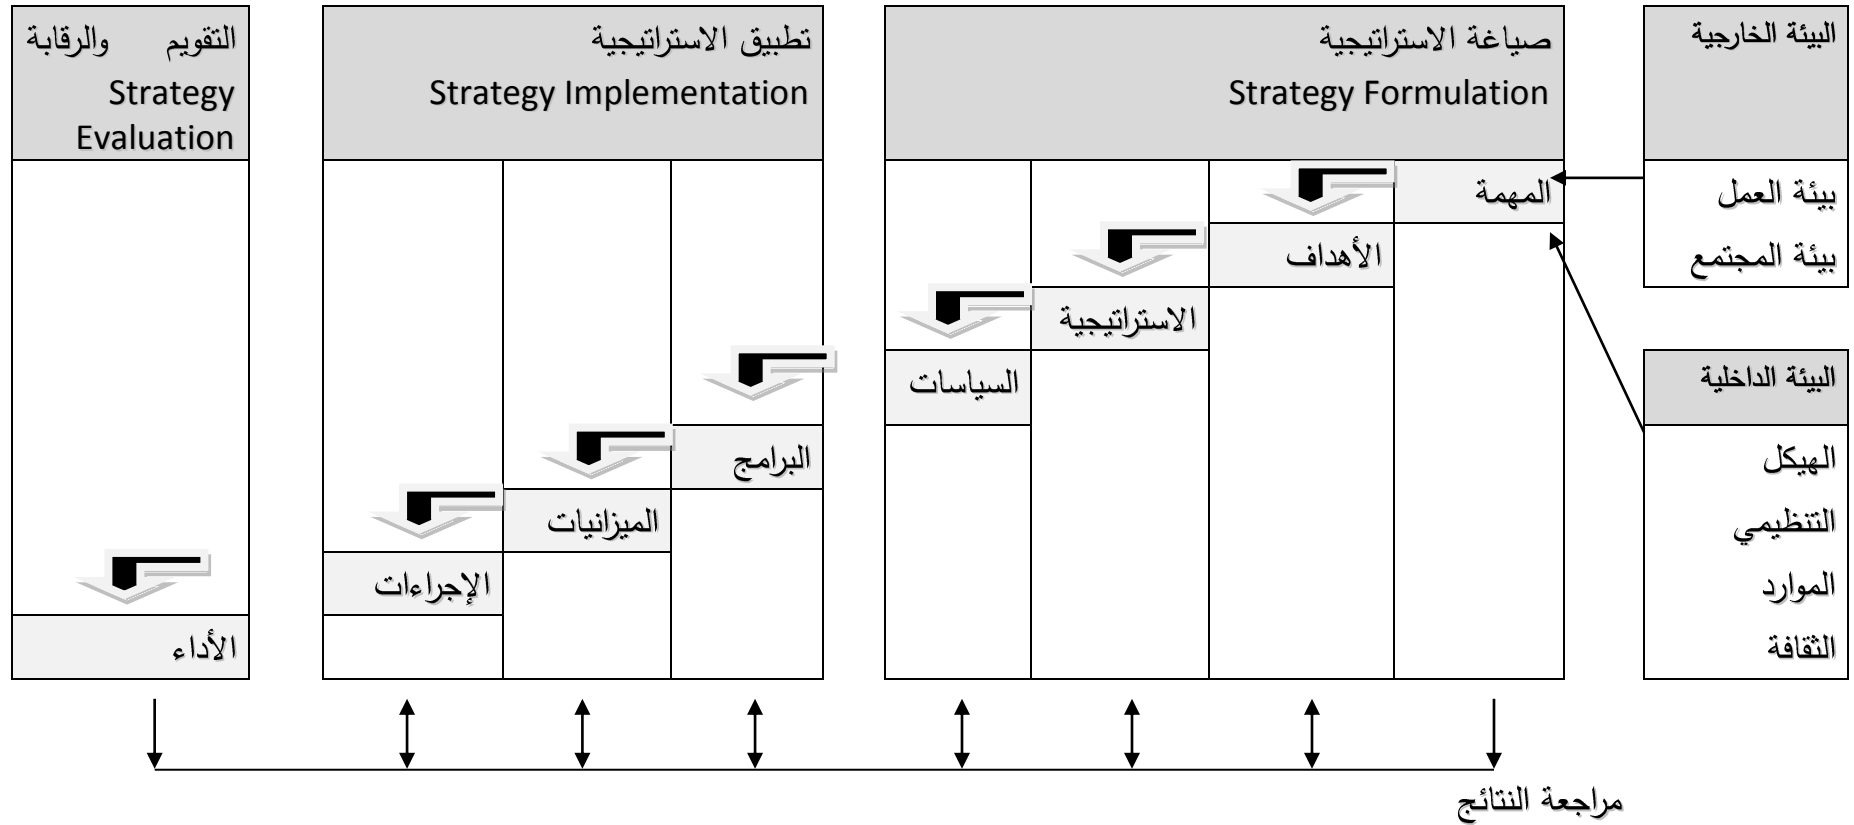 البيئة الخارجية
بيئة العمل
بيئة المجتمع
البيئة الداخلية
الهيكل
التنظيمي
الموارد
الثقافة
صياغة الاستراتيجية
Strategy Formulation
المهمة
الأهداف
الاستراتيجية
السياسات
تطبيق الاستراتيجية
Strategy Implementation
البرامج
الميزانيات
الإجراءات
التقويم والرقابة
Strategy
Evaluation
الأداء
مراجعة النتائج